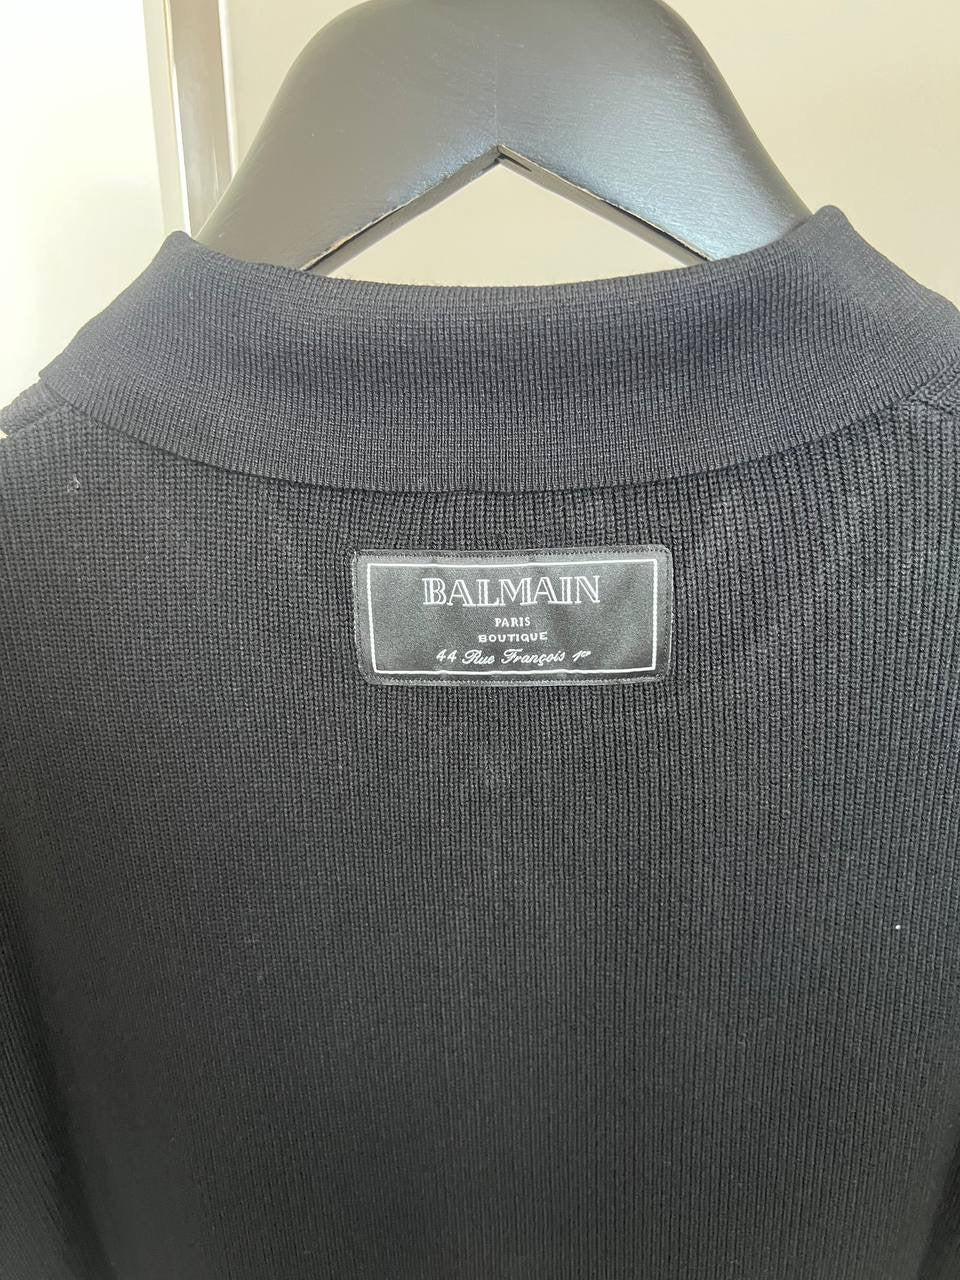 BALMAIN
PARIS
BOUTIQUE
44 Rue François 1er